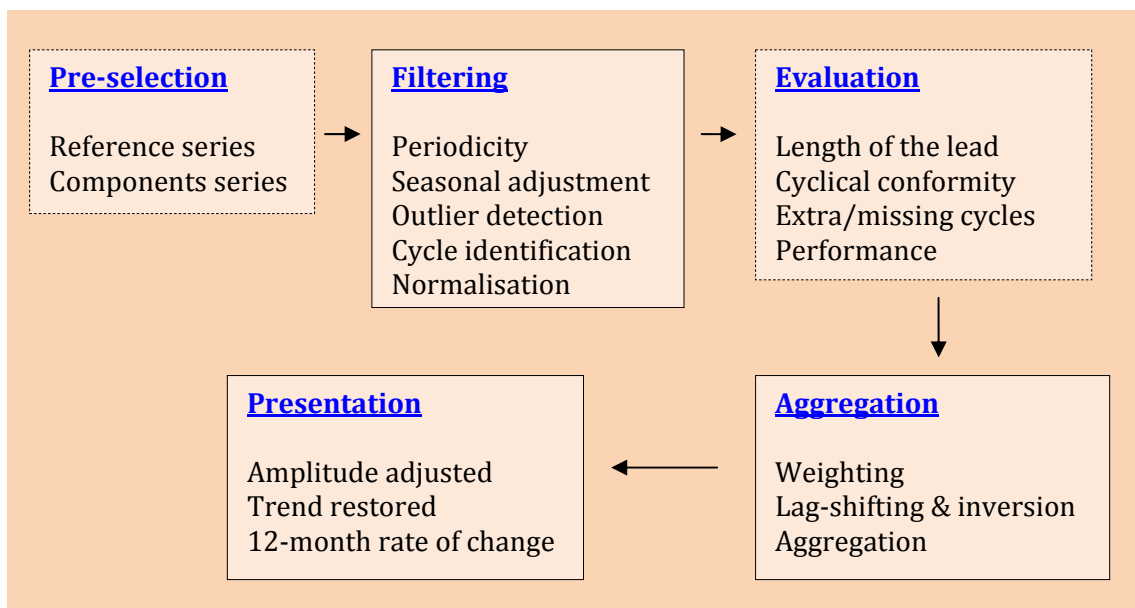 Pre-selection
Reference series
Components series
Filtering
Periodicity
Seasonal adjustment
Outlier detection
Cycle identification
Normalisation
Evaluation
Length of the lead
Cyclical conformity
Extra/missing cycles
Performance
Aggregation
Weighting
Lag-shifting & inversion
Aggregation
Presentation
Amplitude adjusted
Trend restored
12-month rate of change